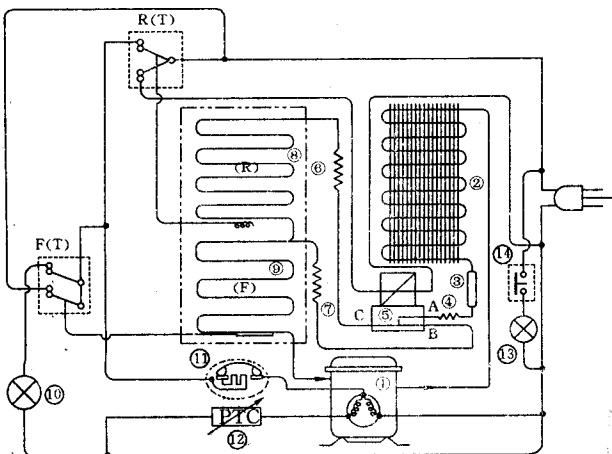 R(T)
(R)
⑧
⑥
②
⑭
F(T)
⑨
③
(F)
⑦
⑤
A
④
C
B
⑬
⑪
①
⑩
PTC
⑫